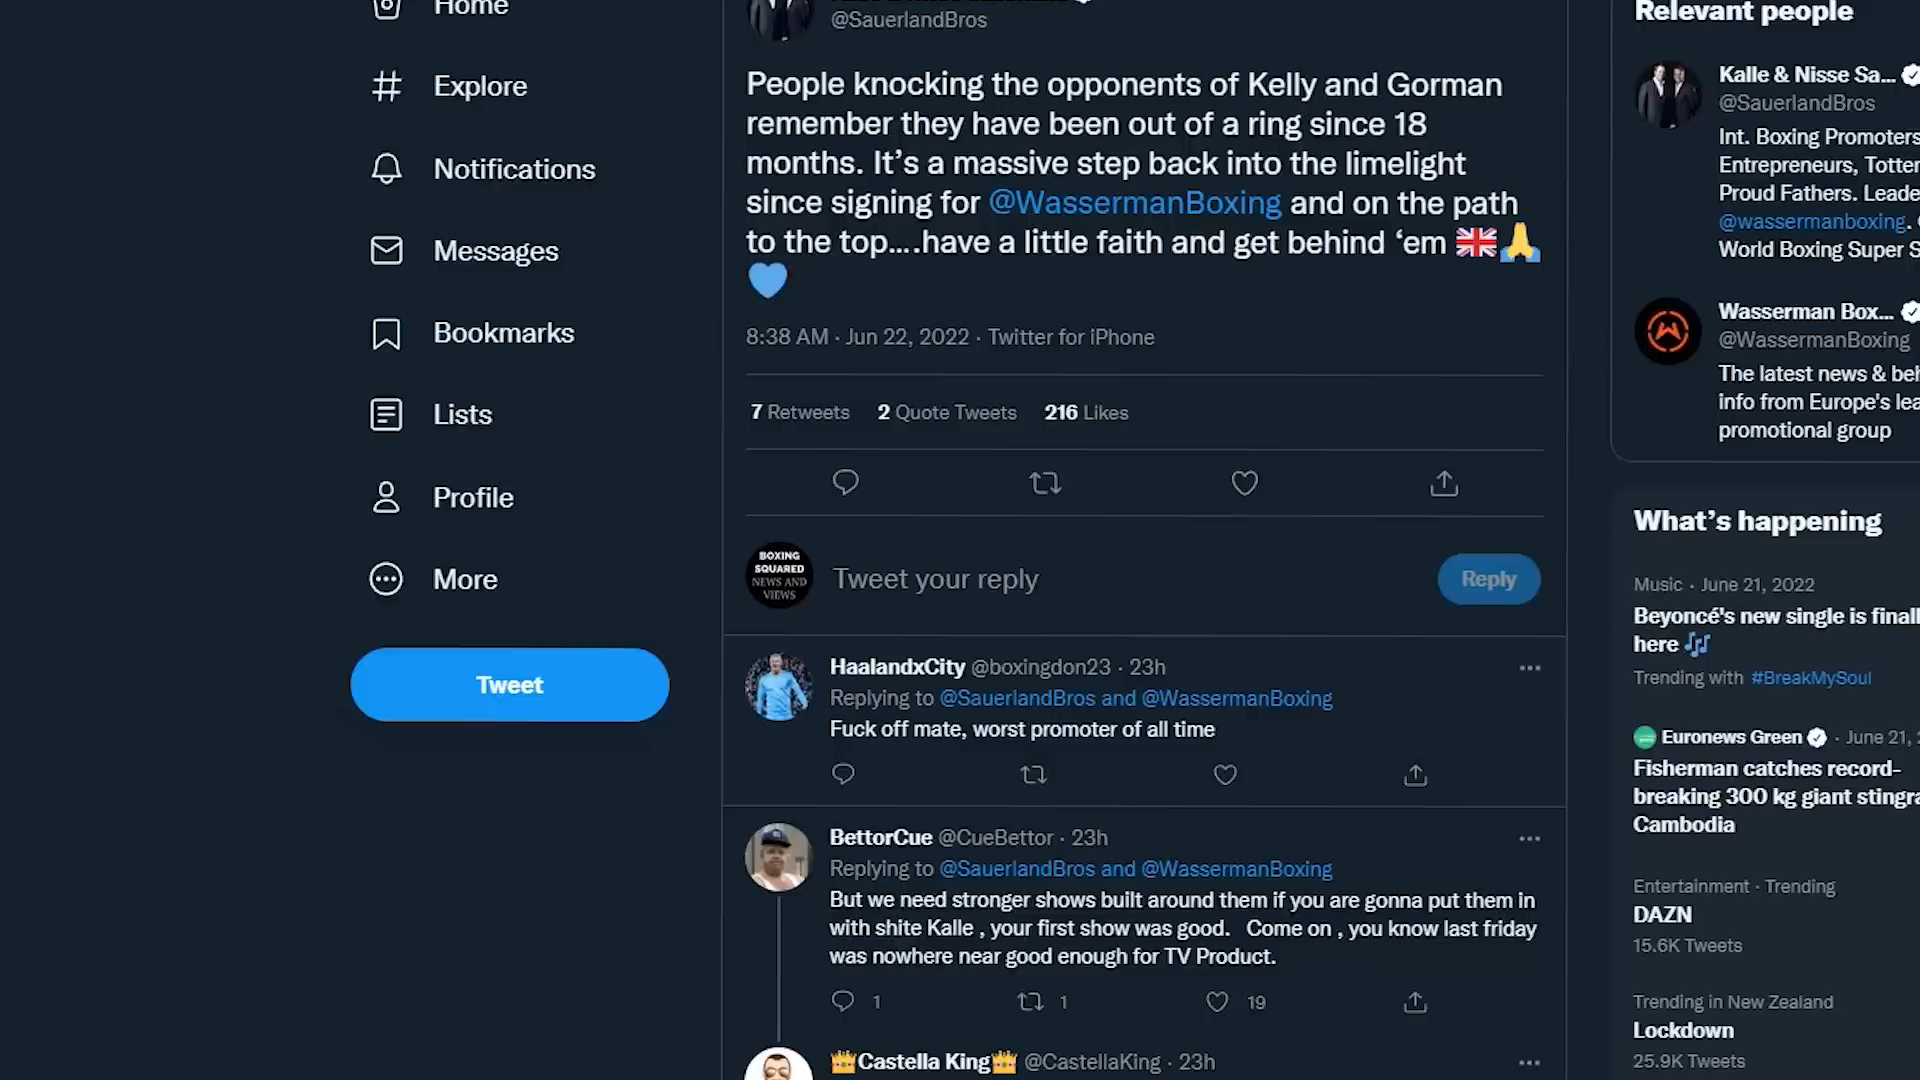 Home
Explore
Notifications
Messages
Bookmarks
Lists
Profile
More
Tweet
@SauerlandBros
People knocking the opponents of Kelly and Gorman
remember they have been out of a ring since 18
months. It’s a massive step back into the limelight
since signing for @WassermanBoxing and on the path
to the top....have a little faith and get behind ‘em 🇬🇧🙏
💙
8:38 AM · Jun 22, 2022 · Twitter for iPhone
7 Retweets 2 Quote Tweets 216 Likes
BOXING
SQUARED
NEWS AND
VIEWS
Tweet your reply
Reply
HaalandxCity @boxingdon23 · 23h
Replying to @SauerlandBros and @WassermanBoxing
Fuck off mate, worst promoter of all time
BettorCue @CueBettor · 23h
Replying to @SauerlandBros and @WassermanBoxing
But we need stronger shows built around them if you are gonna put them in
with shite Kalle , your first show was good. Come on , you know last friday
was nowhere near good enough for TV Product.
1 1 19
👑Castella King👑 @CastellaKing · 23h
Relevant people
Kalle & Nisse Sa...
@SauerlandBros
Int. Boxing Promoters
Entrepreneurs, Totten
Proud Fathers. Leade
@wassermanboxing.
World Boxing Super S
Wasserman Box...
@WassermanBoxing
The latest news & beh
info from Europe's lea
promotional group
What’s happening
Music · June 21, 2022
Beyoncé's new single is finall
here 🎶
Trending with #BreakMySoul
Euronews Green · June 21, 2
Fisherman catches record-
breaking 300 kg giant stingra
Cambodia
Entertainment · Trending
DAZN
15.6K Tweets
Trending in New Zealand
Lockdown
25.9K Tweets